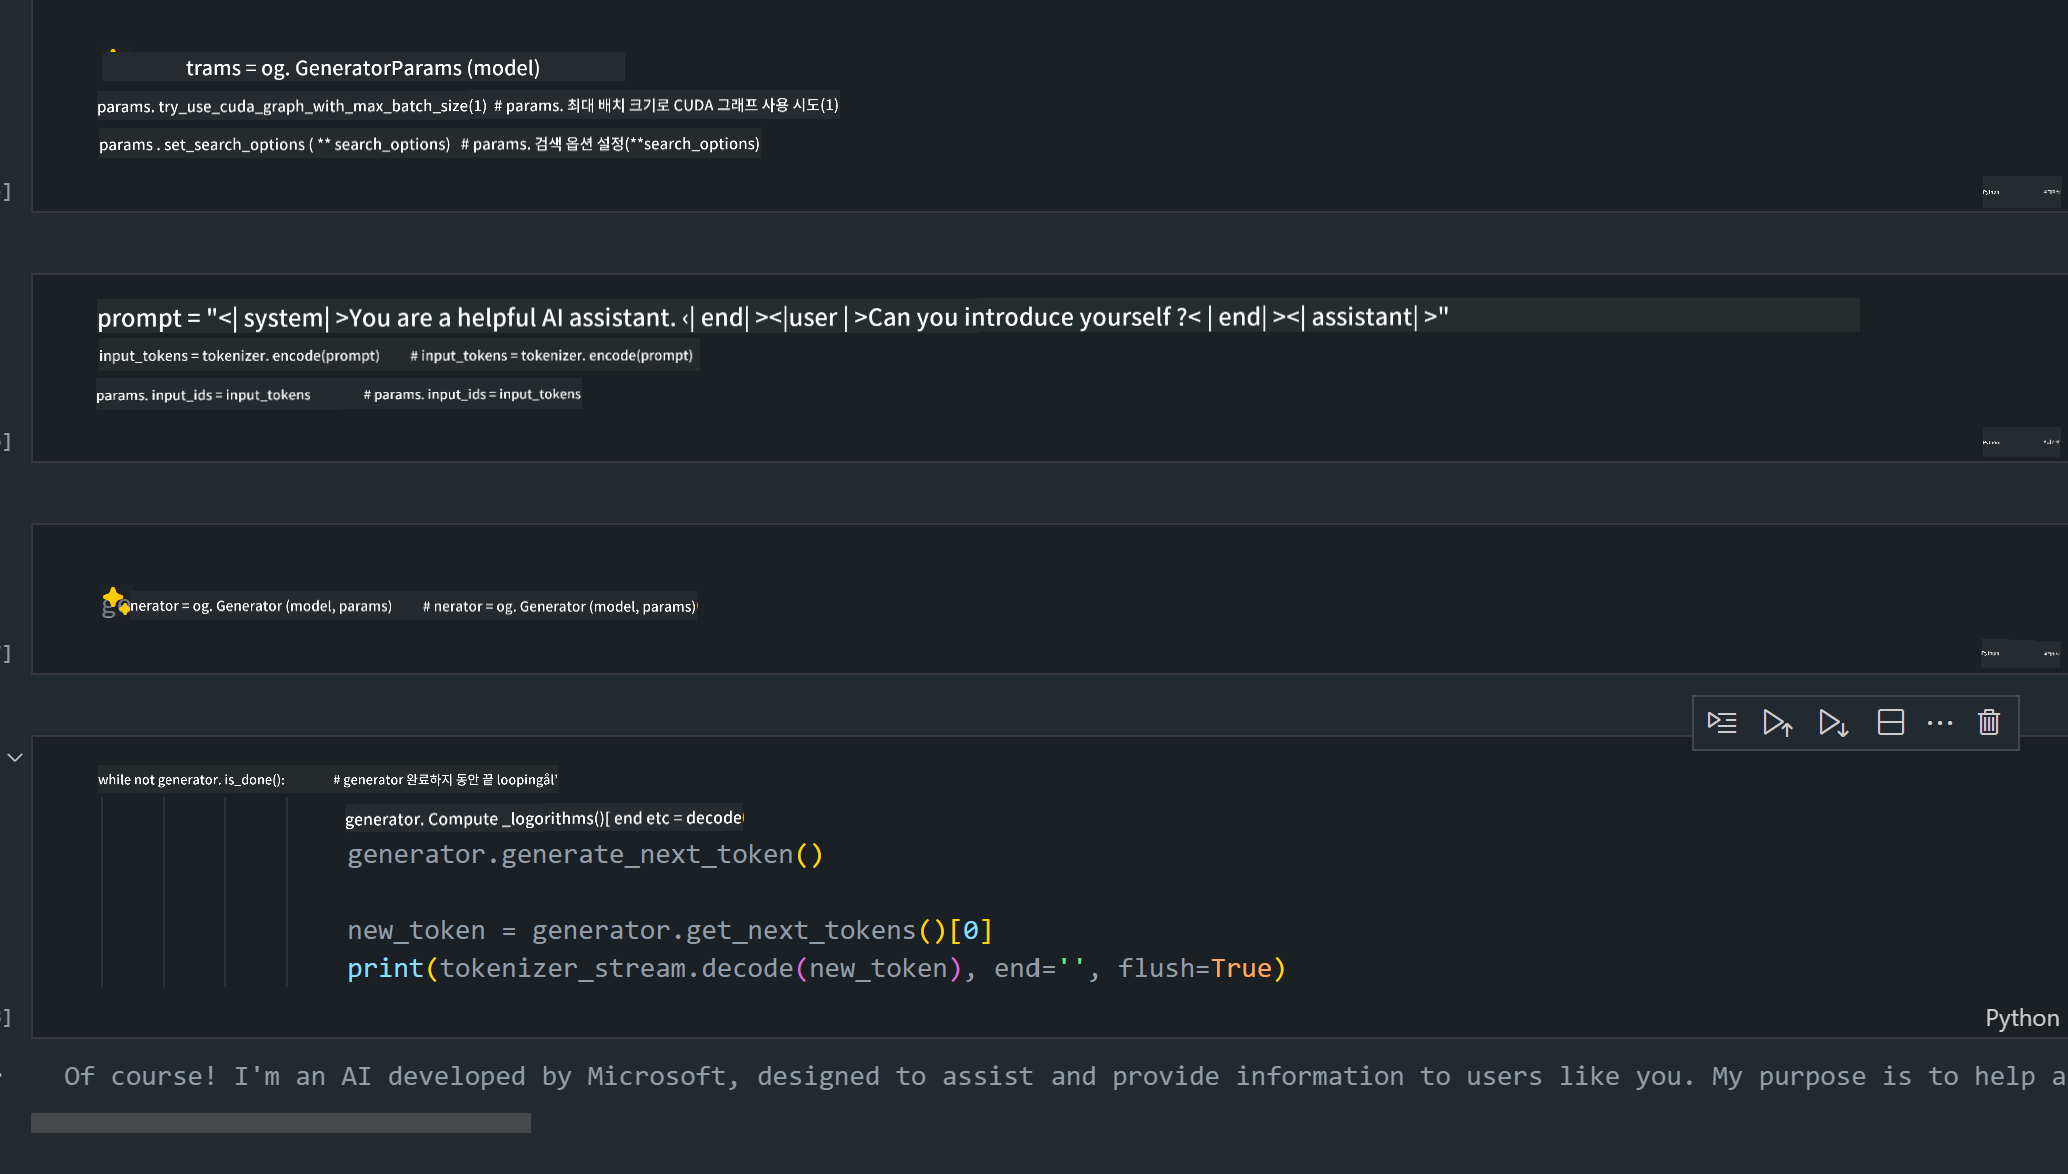 trams = og. GeneratorParams (model)
params. try_use_cuda_graph_with_max_batch_size(1) # params. 최대 배치 크기로 CUDA 그래프 사용 시도(1)
params . set_search_options ( ** search_options) # params. 검색 옵션 설정(**search_options)
]
Python
prompt = "<| system| >You are a helpful AI assistant. <| end| ><|user | >Can you introduce yourself ?< | end| ><| assistant| >"
input_tokens = tokenizer. encode(prompt) # input_tokens = tokenizer. encode(prompt)
params. input_ids = input_tokens # params. input_ids = input_tokens
]
nerator = og. Generator (model, params) # nerator = og. Generator (model, params)
]
Python
while not generator. is_done(): # generator 완료하지 동안 끝 loopingâl’
generator. Compute _logorithms()[ end etc = decode(
generator.generate_next_token()
new_token = generator.get_next_tokens()[0]
print(tokenizer_stream.decode(new_token), end='', flush=True)
]
Python
Of course! I'm an AI developed by Microsoft, designed to assist and provide information to users like you. My purpose is to help a